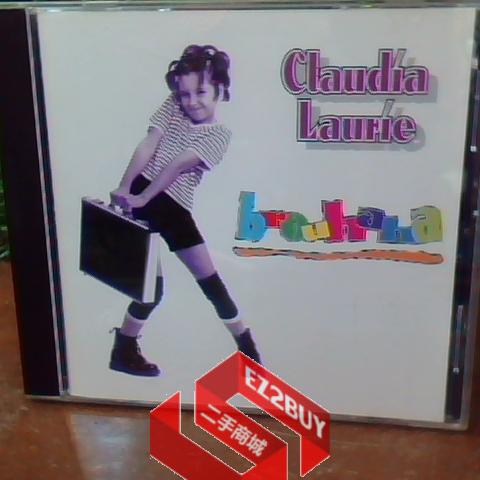 Claudia
Laurie
brouhaha
EZ2BUY
二手商城